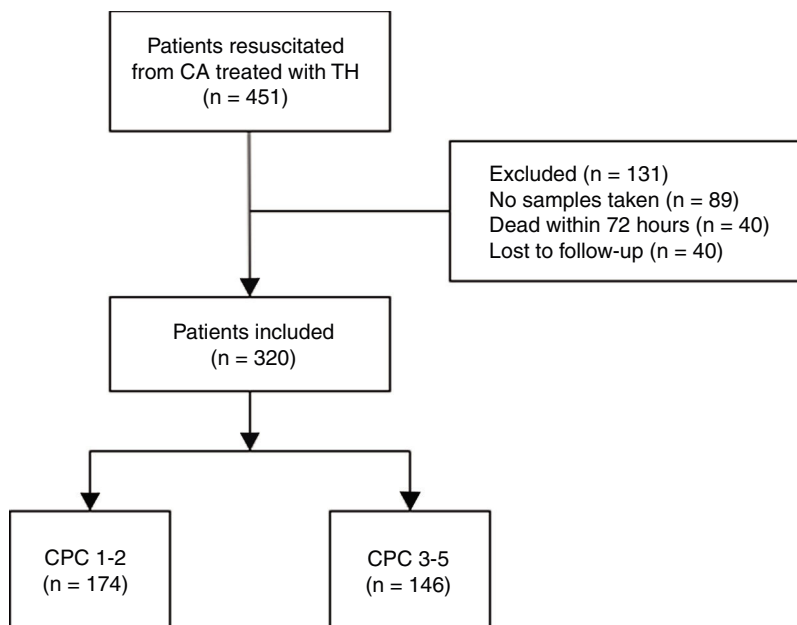 Patients resuscitated
from CA treated with TH
(n = 451)
Excluded (n = 131)
No samples taken (n = 89)
Dead within 72 hours (n = 40)
Lost to follow-up (n = 40)
Patients included
(n = 320)
CPC 1-2
(n = 174)
CPC 3-5
(n = 146)